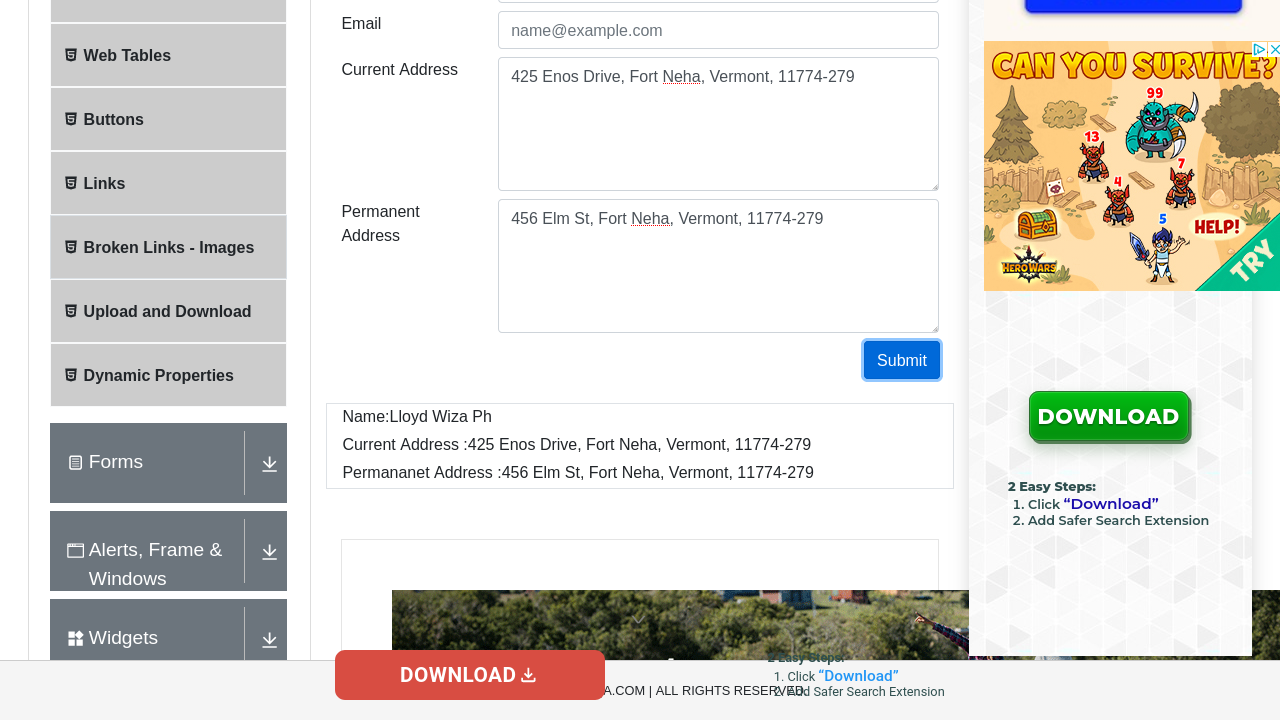 Email
name@example.com
Web Tables
Current Address
425 Enos Drive, Fort Neha, Vermont, 11774-279
Buttons
Links
Permanent
Address
456 Elm St, Fort Neha, Vermont, 11774-279
Broken Links - Images
Upload and Download
Submit
Dynamic Properties
Name:Lloyd Wiza Ph
Current Address :425 Enos Drive, Fort Neha, Vermont, 11774-279
Permananet Address :456 Elm St, Fort Neha, Vermont, 11774-279
Forms
Alerts, Frame &
Windows
Widgets
CAN YOU SURVIVE?
99
13
7
4
5
HELP!
HERO WARS
TRY
DOWNLOAD
2 Easy Steps:
1. Click “Download”
2. Add Safer Search Extension
DOWNLOAD
2 Easy Steps:
1. Click “Download”
A.COM | ALL RIGHTS RESERVED.
2. Add Safer Search Extension